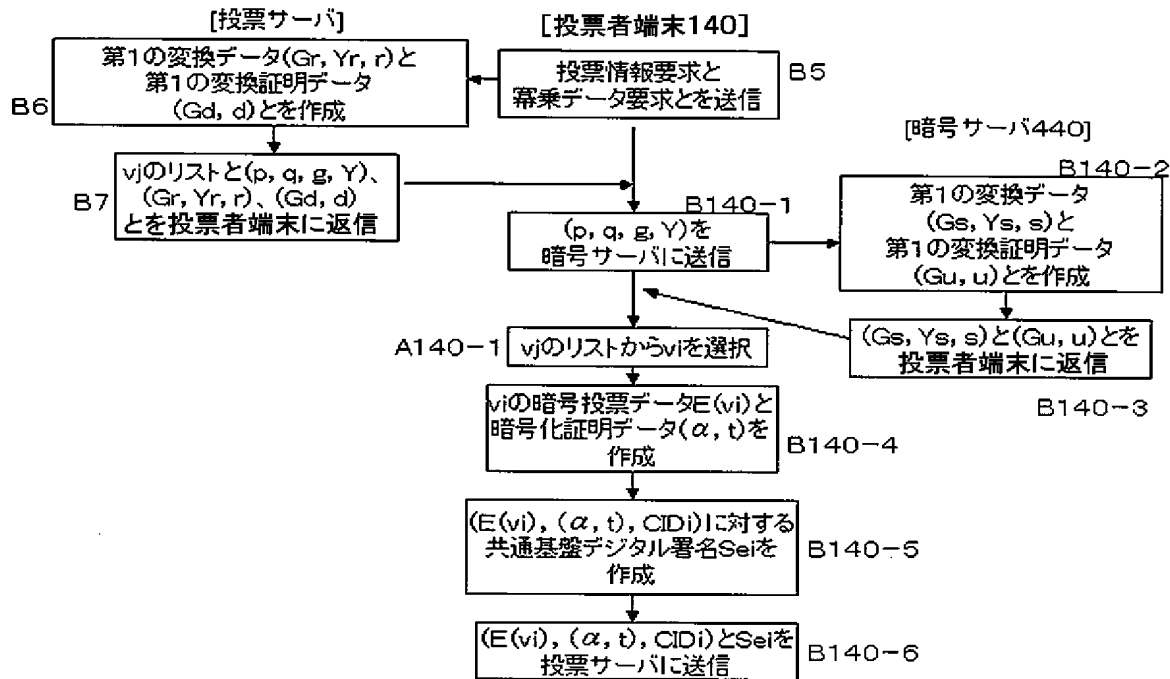 [投票サーバ]
[投票者端末140]
第1の変換データ(Gr, Yr, r)と
第1の変換証明データ
(Gd, d)とを作成
B6
投票情報要求と
冪乗データ要求とを送信
B5
vjのリストと(p, q, g, Y)、
(Gr, Yr, r)、(Gd, d)
とを投票者端末に返信
B7
[暗号サーバ440]
B140-2
第1の変換データ
(Gs, Ys, s)と
第1の変換証明データ
(Gu, u)とを作成
B140-1
(p, q, g, Y)を
暗号サーバに送信
(Gs, Ys, s)と(Gu, u)とを
投票者端末に返信
B140-3
A140-1
vjのリストからviを選択
viの暗号投票データE(vi)と
暗号化証明データ(α, t)を
作成
B140-4
(E(vi), (α, t), CIDi)に対する
共通基盤デジタル署名Seiを
作成
B140-5
(E(vi), (α, t), CIDi)とSeiを
投票サーバに送信
B140-6